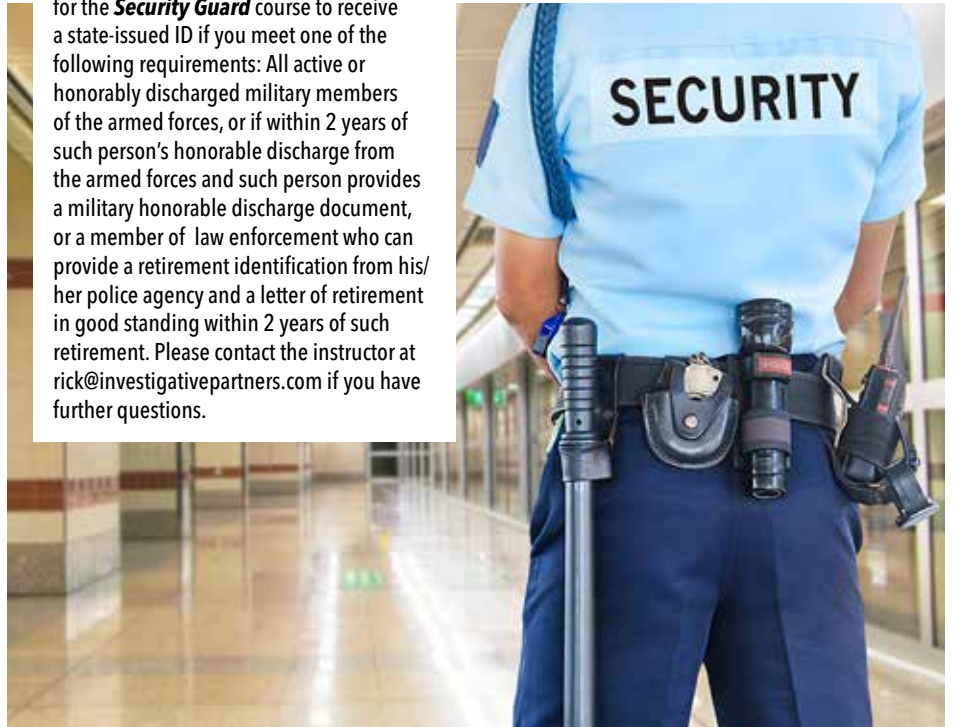 for the Security Guard course to receive
a state-issued ID if you meet one of the
following requirements: All active or
honorably discharged military members
of the armed forces, or if within 2 years of
such person's honorable discharge from
the armed forces and such person provides
a military honorable discharge document,
or a member of  law enforcement who can
provide a retirement identification from his/
her police agency and a letter of retirement
in good standing within 2 years of such
retirement. Please contact the instructor at
rick@investigativepartners.com if you have
further questions.
SECURITY